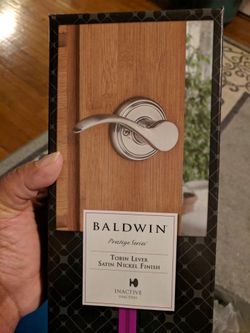 BALDWIN
Prestige Series
TOBIN LEVER
SATIN NICKEL FINISH
INACTIVE